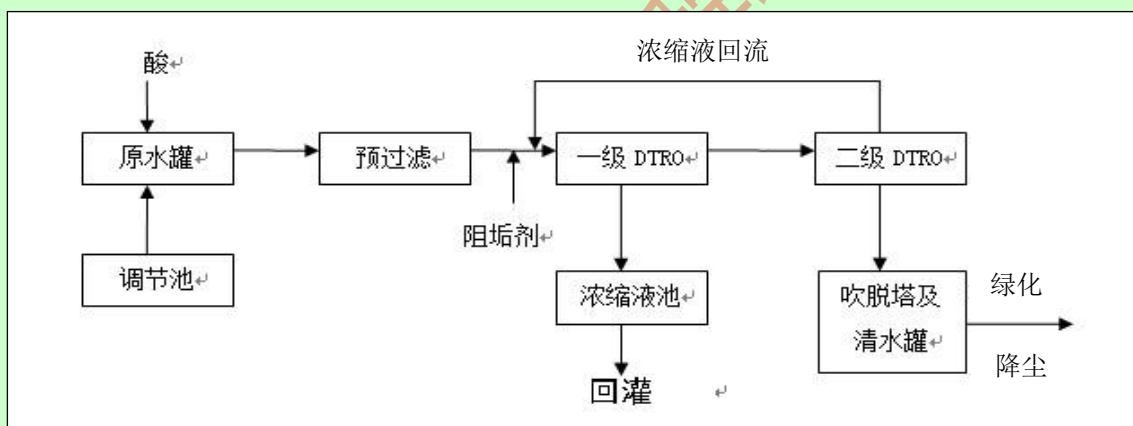 浓缩液回流
酸
原水罐
预过滤
一级 DTRO
二级 DTRO
阻垢剂
调节池
浓缩液池
吹脱塔及
清水罐
绿化
降尘
回灌